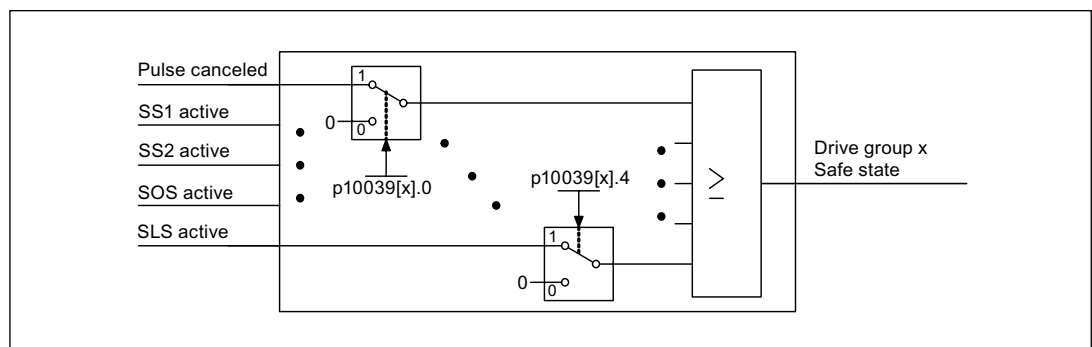 Pulse canceled
SS1 active
SS2 active
SOS active
SLS active
1
0
0
p10039[x].0
p10039[x].4
1
0
0
≥
Drive group x
Safe state